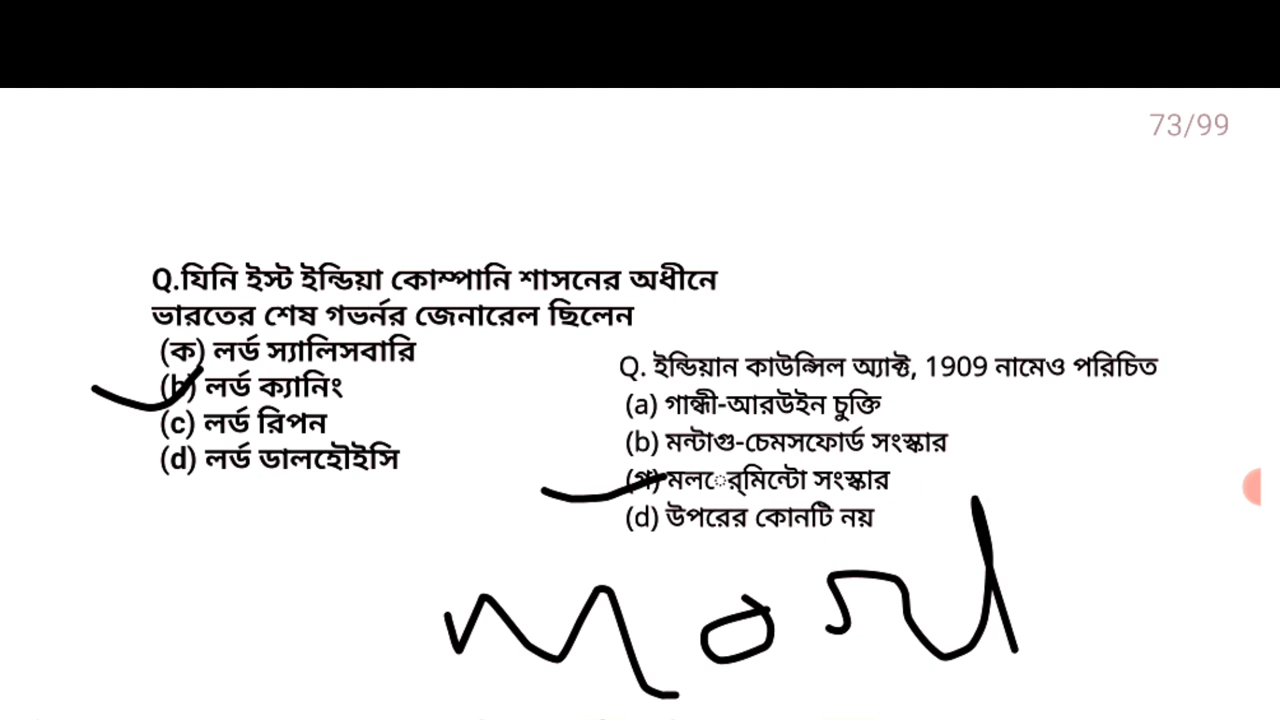 73/99
Q.যিনি ইস্ট ইন্ডিয়া কোম্পানি শাসনের অধীনে
ভারতের শেষ গভর্নর জেনারেল ছিলেন
(ক) লর্ড স্যালিসবারি
(b) লর্ড ক্যানিং
(c) লর্ড রিপন
(d) লর্ড ডালহৌইসি
Q. ইন্ডিয়ান কাউন্সিল অ্যাক্ট, 1909 নামেও পরিচিত
(a) গান্ধী-আরউইন চুক্তি
(b) মন্টাগু-চেমসফোর্ড সংস্কার
(গ) মলর্েমিন্টো সংস্কার
(d) উপরের কোনটি নয়